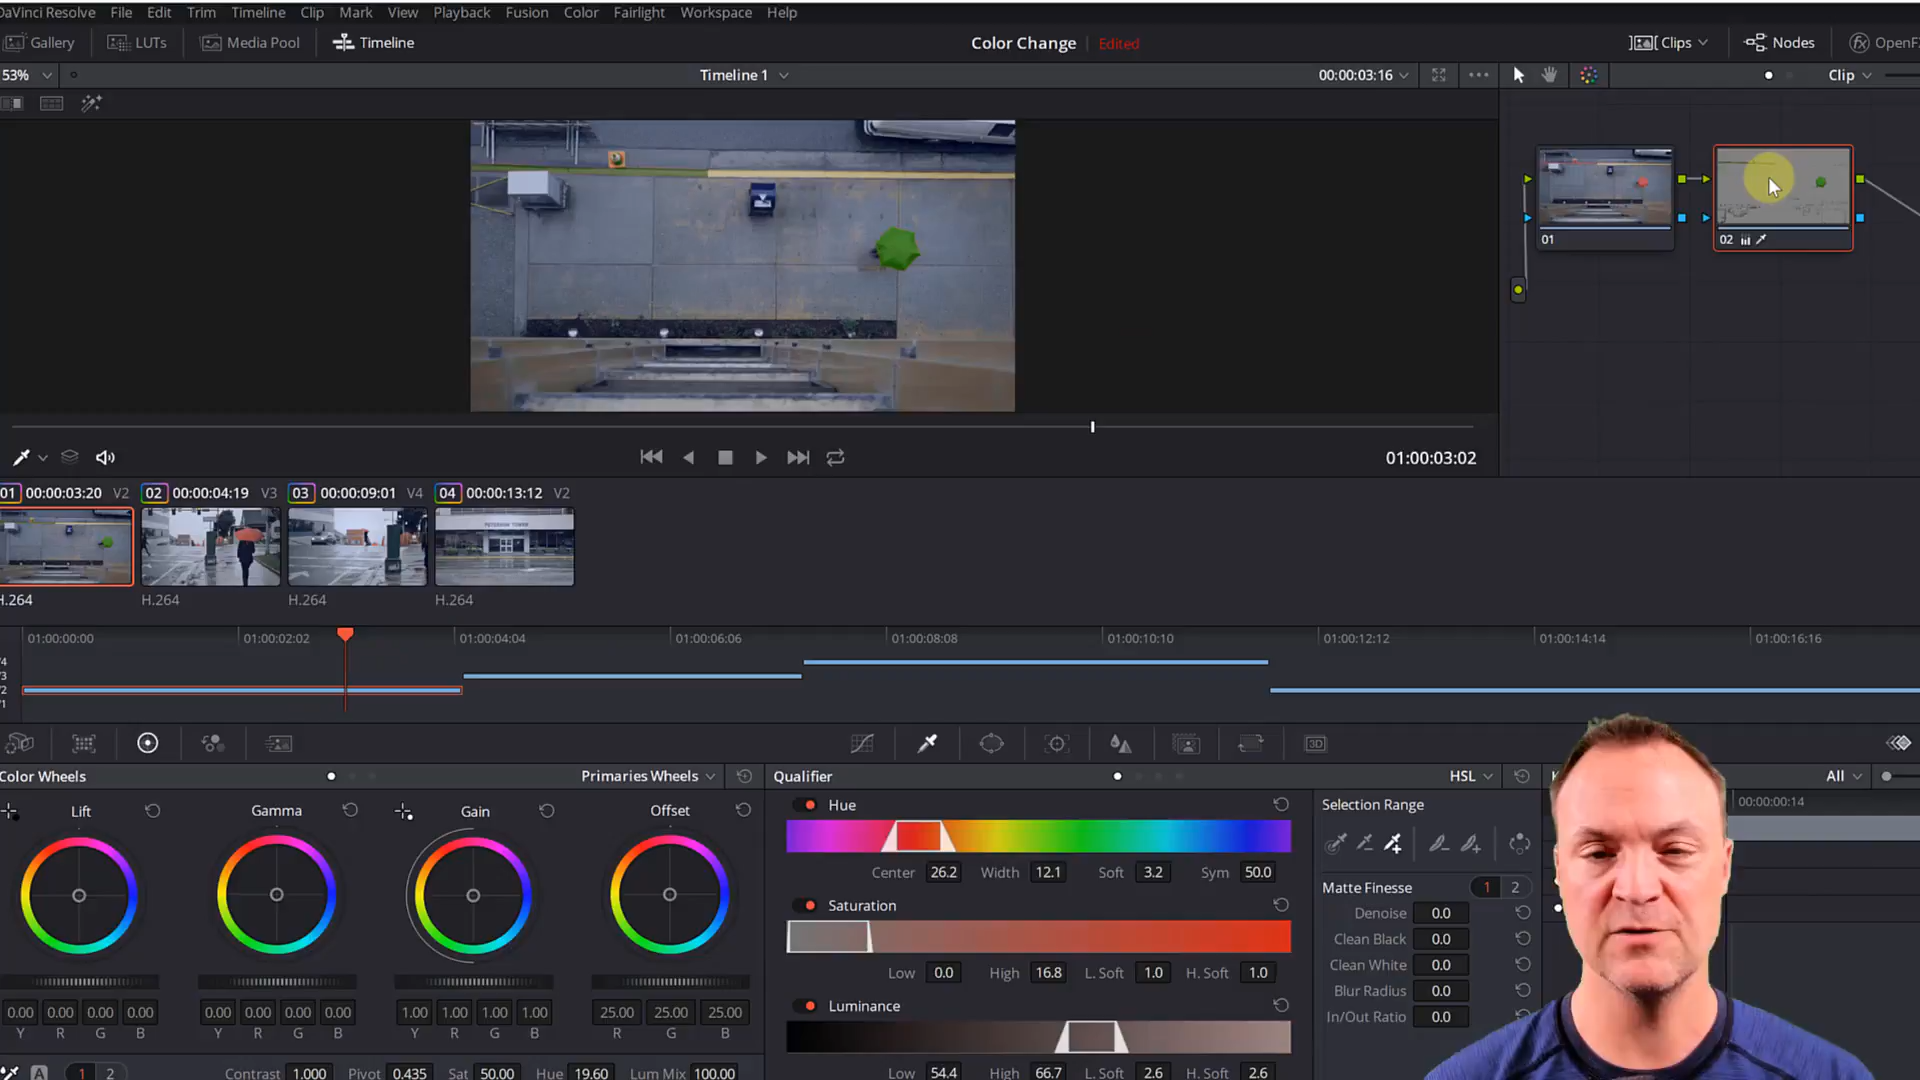 DaVinci Resolve File Edit Trim Timeline Clip Mark View Playback Fusion Color Fairlight Workspace Help
Gallery LUTs Media Pool Timeline Color Change Edited Clips Nodes OpenF
53% Timeline 1 00:00:03:16 Clip
01 02
01:00:03:02
01 00:00:03:20 V2 02 00:00:04:19 V3 03 00:00:09:01 V4 04 00:00:13:12 V2
H.264 H.264 H.264 H.264
01:00:00:00 01:00:02:02 01:00:04:04 01:00:06:06 01:00:08:08 01:00:10:10 01:00:12:12 01:00:14:14 01:00:16:16
3D
Color Wheels Primaries Wheels Qualifier HSL All
Lift Gamma Gain Offset Hue Selection Range 00:00:00:14
Center 26.2 Width 12.1 Soft 3.2 Sym 50.0
Matte Finesse 1 2
Saturation
Denoise 0.0
Clean Black 0.0
Clean White 0.0
Low 0.0 High 16.8 L. Soft 1.0 H. Soft 1.0
Blur Radius 0.0
Luminance
In/Out Ratio 0.0
0.00 0.00 0.00 0.00 0.00 0.00 0.00 0.00 1.00 1.00 1.00 1.00 25.00 25.00 25.00
Y R G B Y R G B Y R G B R G B
A 1 2 Contrast 1.000 Pivot 0.435 Sat 50.00 Hue 19.60 Lum Mix 100.00
Low 54.4 High 66.7 L. Soft 2.6 H. Soft 2.6